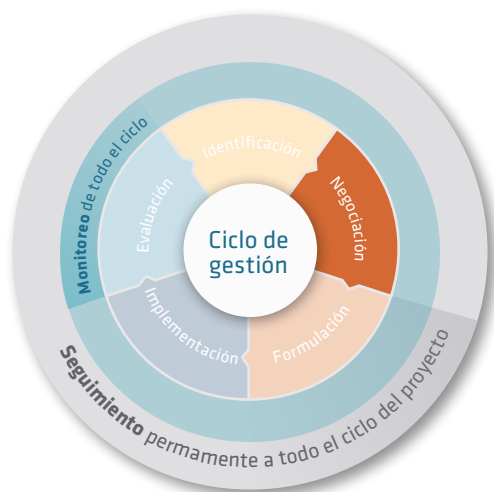 Ciclo de
gestión
Identificación
Negociación
Formulación
Implementación
Evaluación
Monitoreo de todo el ciclo
Seguimiento permamente a todo el ciclo del proyecto